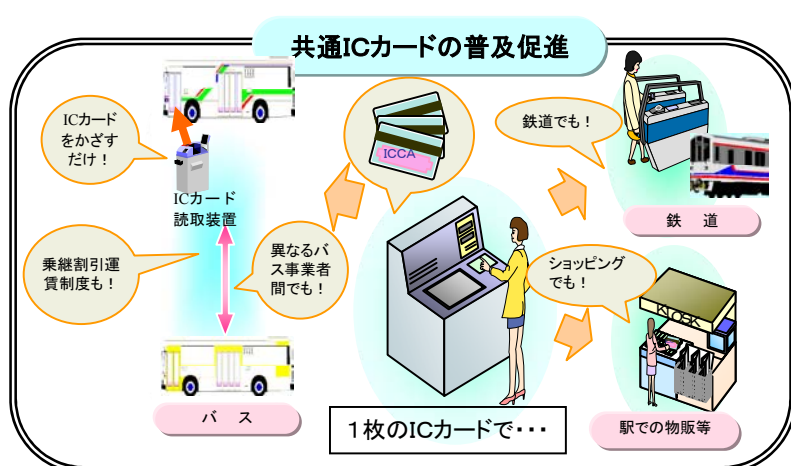 共通ICカードの普及促進
ICカード
をかざす
だけ！
ICカード
読取装置
乗継割引運
賃制度も！
異なるバ
ス事業者
間でも！
バ　ス
ICCA
１枚のICカードで・・・
鉄道でも！
鉄　道
ショッピング
でも！
KIOSK
駅での物販等